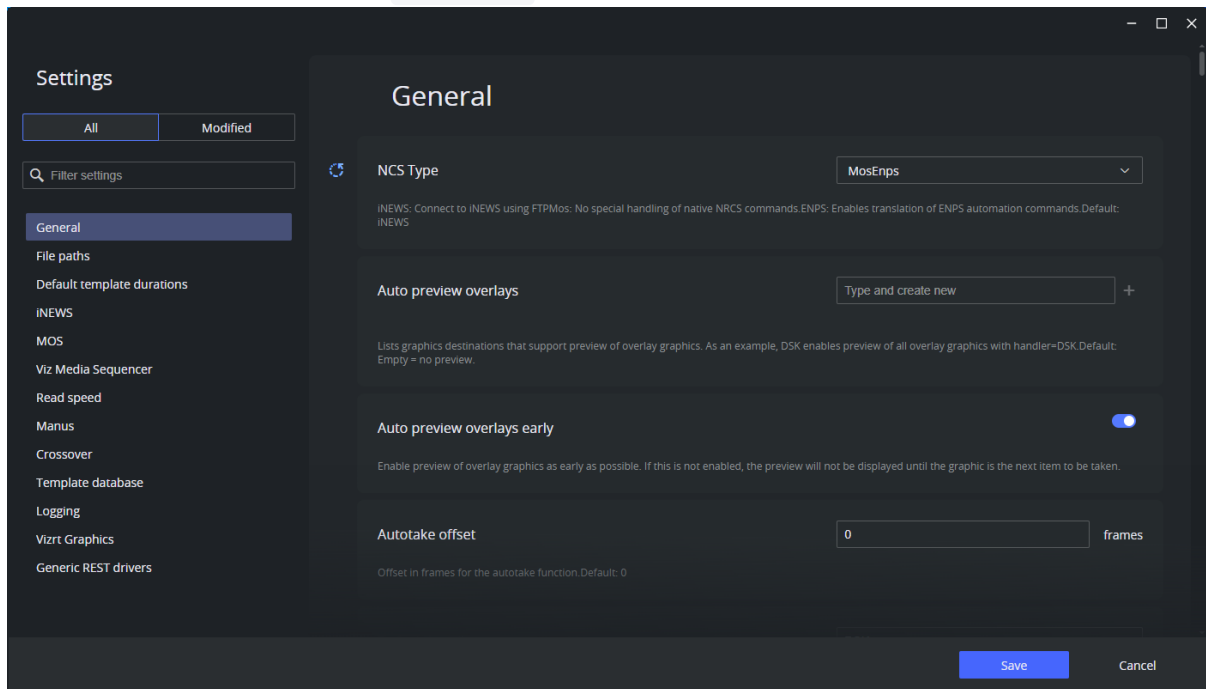 Settings
All
Modified
Filter settings
General
File paths
Default template durations
iNEWS
MOS
Viz Media Sequencer
Read speed
Manus
Crossover
Template database
Logging
Vizrt Graphics
Generic REST drivers
General
NCS Type
MosEnps
iNEWS: Connect to iNEWS using FTPMos: No special handling of native NRCS commands.ENPS: Enables translation of ENPS automation commands.Default:
iNEWS
Auto preview overlays
Type and create new
Lists graphics destinations that support preview of overlay graphics. As an example, DSK enables preview of all overlay graphics with handler=DSK.Default:
Empty = no preview.
Auto preview overlays early
Enable preview of overlay graphics as early as possible. If this is not enabled, the preview will not be displayed until the graphic is the next item to be taken.
Autotake offset
0
frames
Offset in frames for the autotake function.Default: 0
Save
Cancel